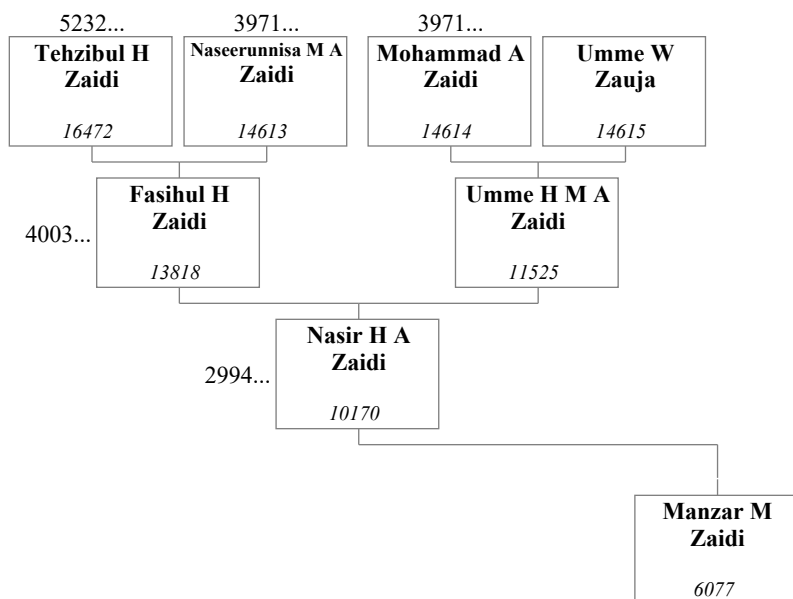 5232...
3971...
3971...
Tehzibul H
Zaidi
16472
Naseerunnisa M A
Zaidi
14613
Mohammad A
Zaidi
14614
Umme W
Zauja
14615
4003...
Fasihul H
Zaidi
13818
Umme H M A
Zaidi
11525
2994...
Nasir H A
Zaidi
10170
Manzar M
Zaidi
6077